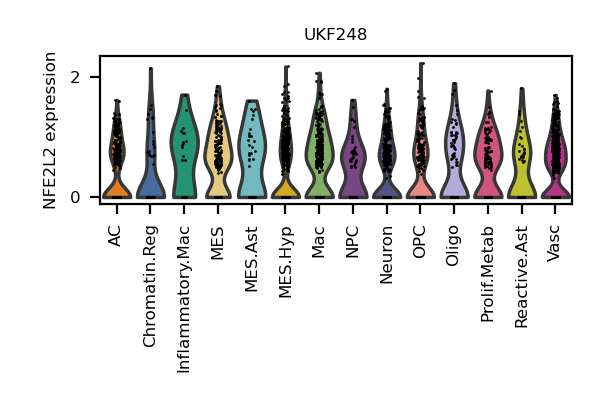 UKF248
NFE2L2 expression
2
0
AC
Chromatin.Reg
Inflammatory.Mac
MES
MES.Ast
MES.Hyp
Mac
NPC
Neuron
OPC
Oligo
Prolif.Metab
Reactive.Ast
Vasc